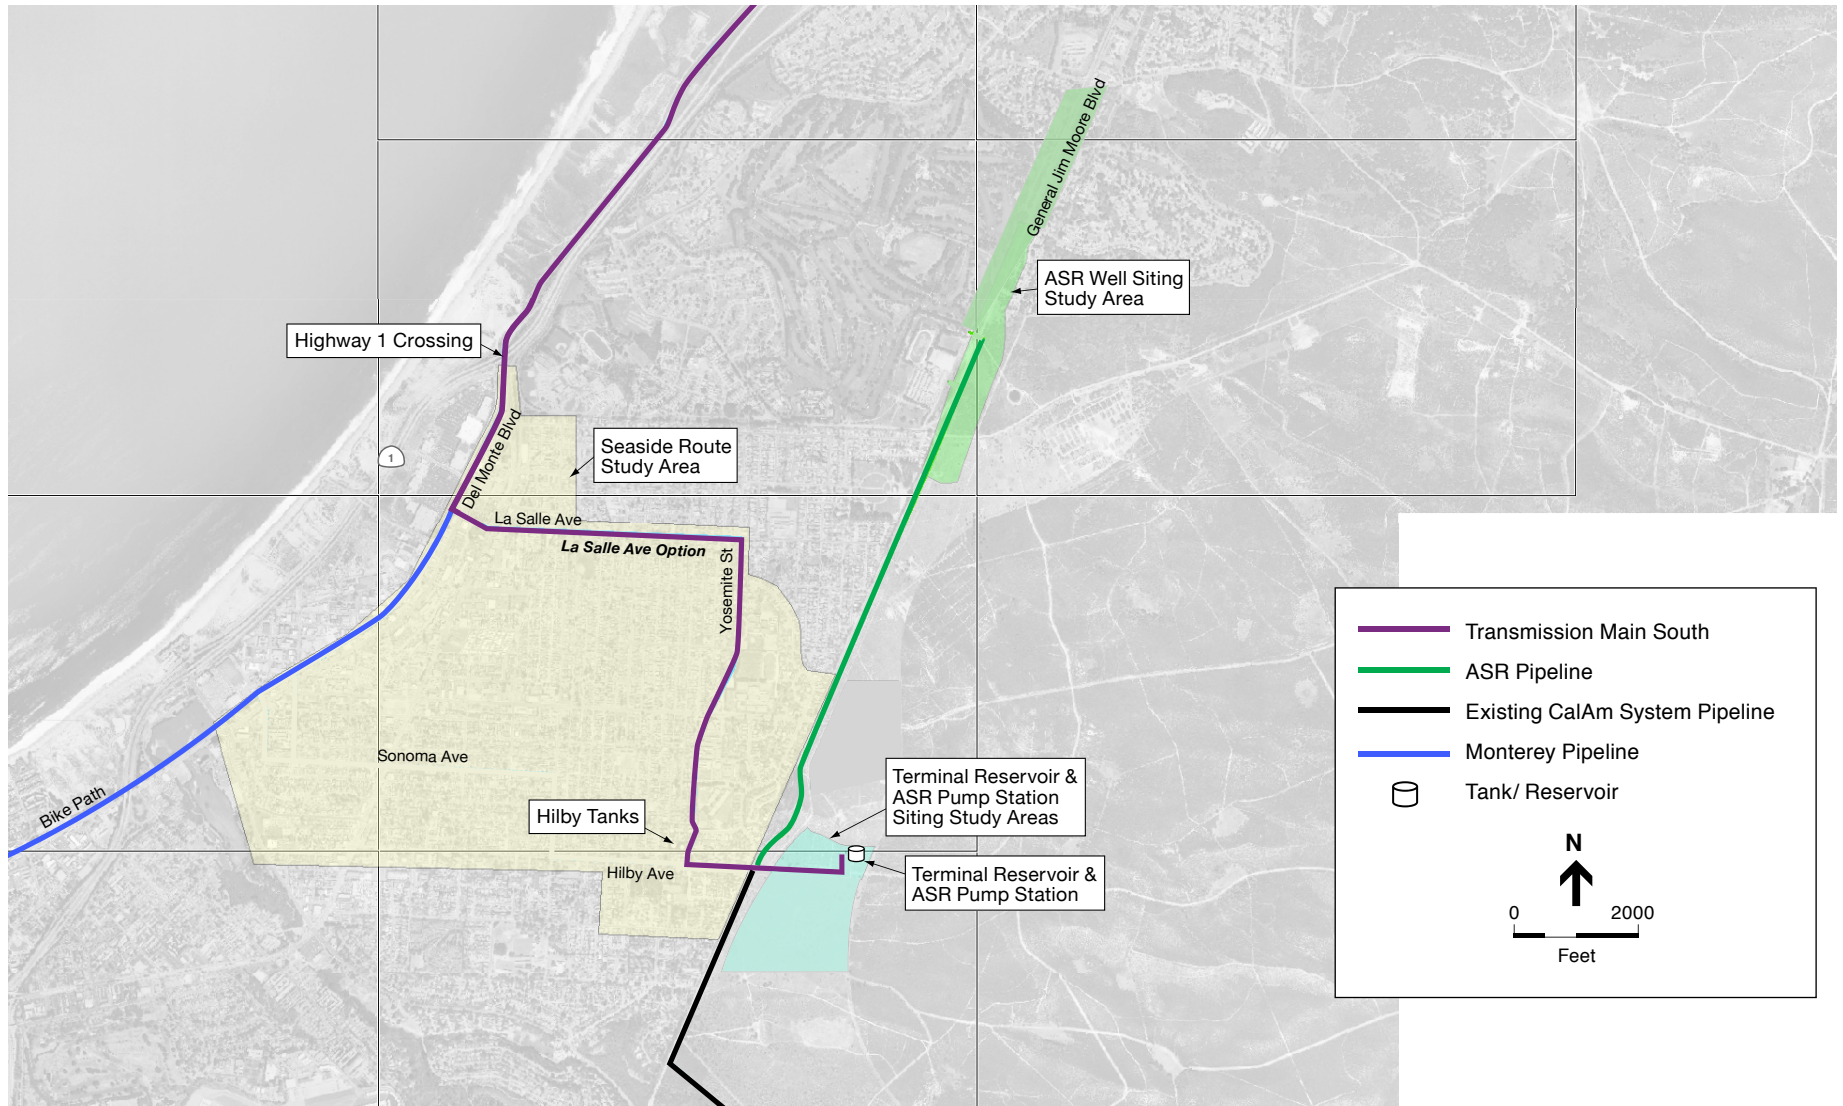 General Jim Moore Blvd
ASR Well Siting
Study Area
Highway 1 Crossing
Del Monte Blvd
1
Seaside Route
Study Area
La Salle Ave
La Salle Ave Option
Yosemite St
Sonoma Ave
Bike Path
Hilby Tanks
Hilby Ave
Terminal Reservoir &
ASR Pump Station
Siting Study Areas
Terminal Reservoir &
ASR Pump Station
Transmission Main South
ASR Pipeline
Existing CalAm System Pipeline
Monterey Pipeline
Tank/ Reservoir
N
0 2000
Feet